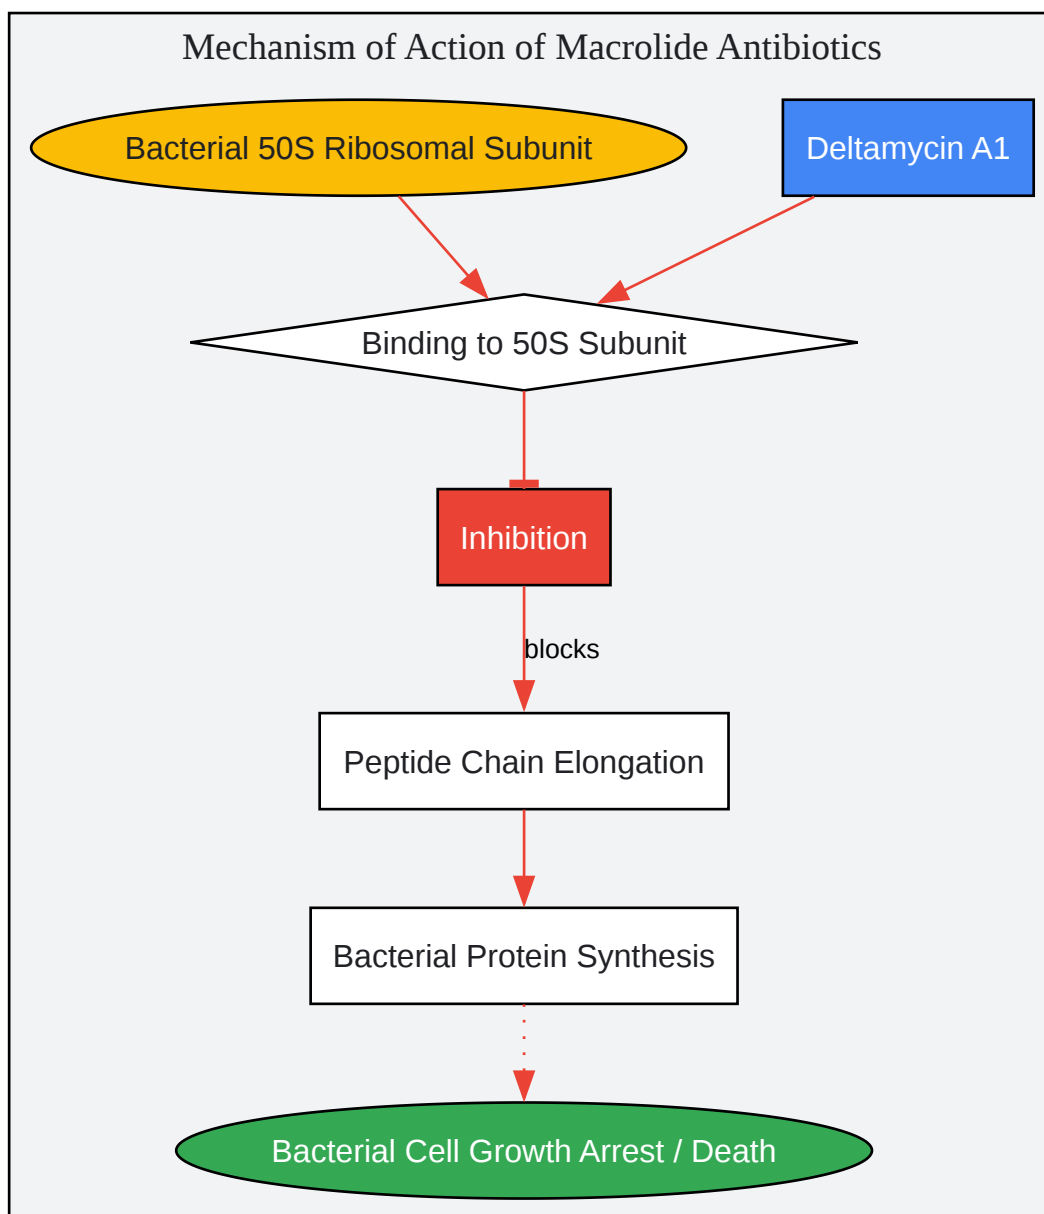 Mechanism of Action of Macrolide Antibiotics
Bacterial 50S Ribosomal Subunit
Deltamycin A1
Binding to 50S Subunit
Inhibition
blocks
Peptide Chain Elongation
Bacterial Protein Synthesis
Bacterial Cell Growth Arrest / Death